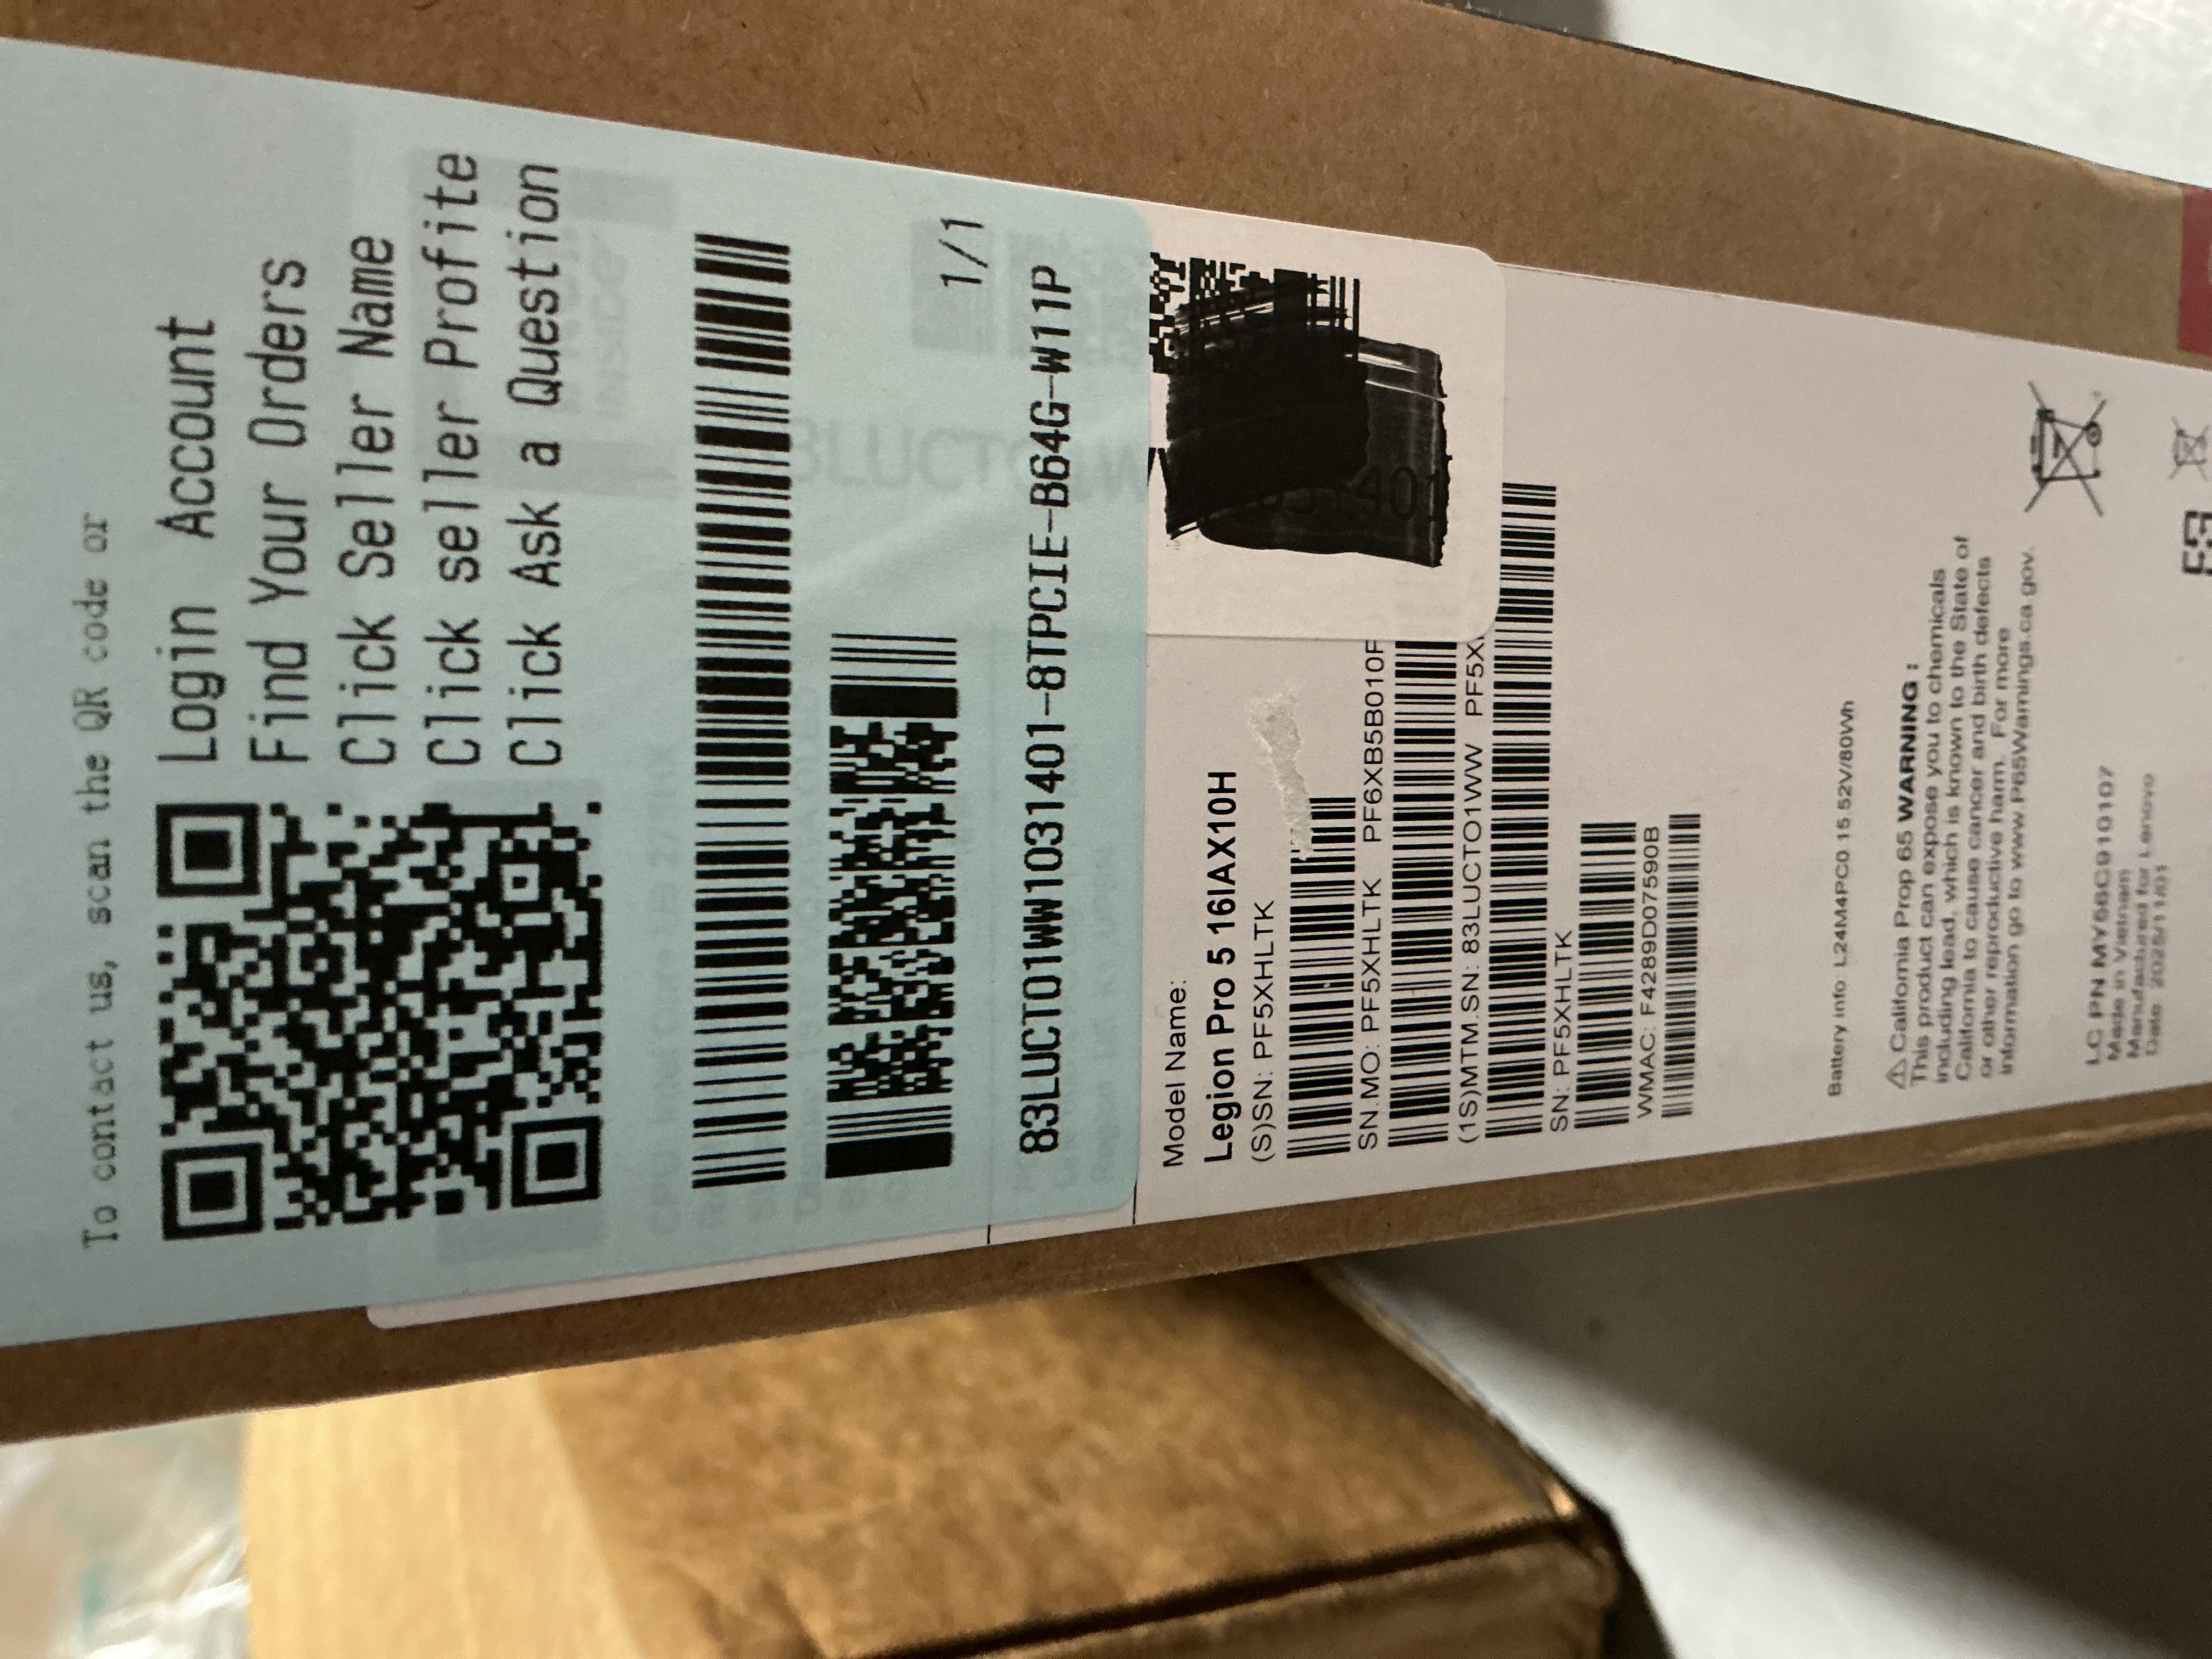 To contact us, scan the QR code or
Login Account
Find Your Orders
Click Seller Name
Click seller Profite
Click Ask a Question
1/1
83LUCTO1WW1031401-8TPCIE-B64G-W11P
Model Name:
Legion Pro 5 16IAX10H
(S)SN: PF5XHLTK
SN.MO: PF5XHLTK PF6XB5B010F
(1S)MTM.SN: 83LUCTO1WW PF5X
SN: PF5XHLTK
WMAC: F4289D07590B
Battery info L24M4PC0 15.52V/80Wh
⚠ California Prop 65 WARNING :
This product can expose you to chemicals
including lead, which is known to the State of
California to cause cancer and birth defects
or other reproductive harm. For more
information go to www.P65Warnings.ca.gov.
LC PN MY56C910107
Made in Vietnam
Manufactured for Lenovo
Date